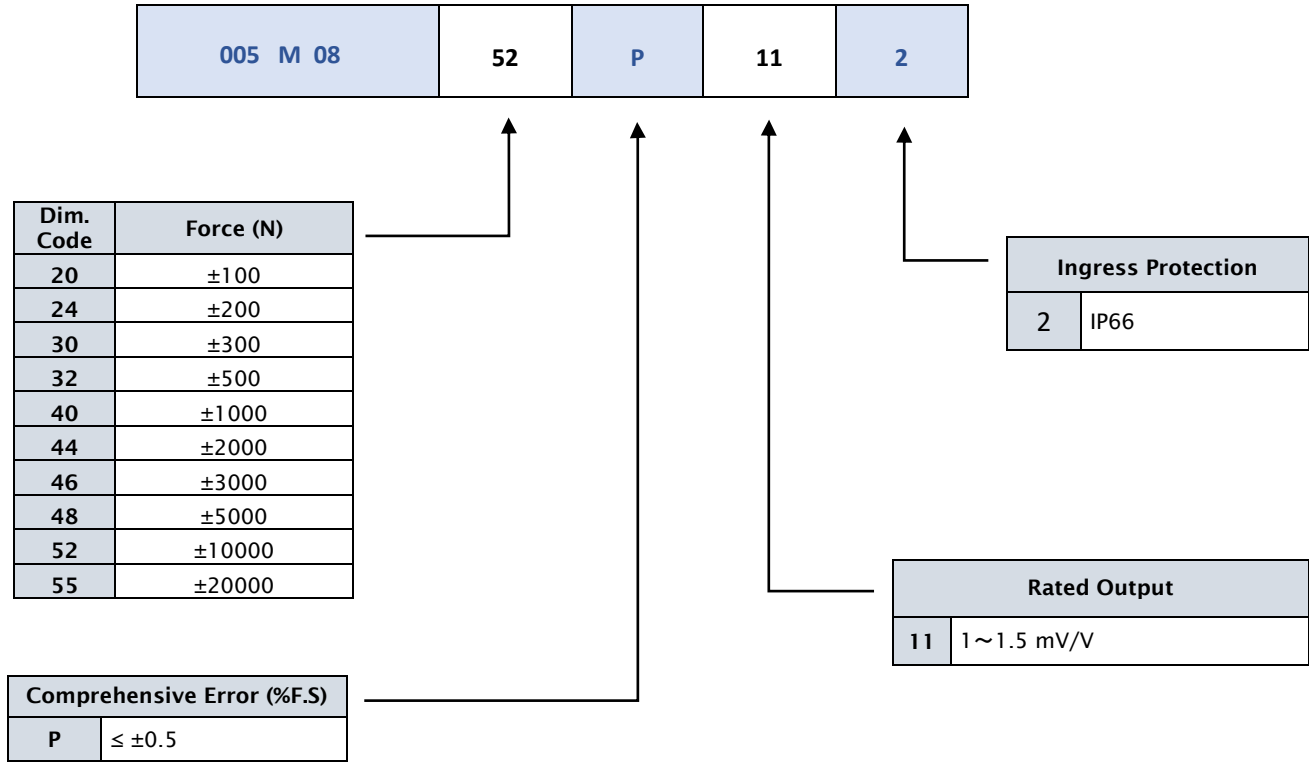 005 M 08 52 P 11 2
Dim. Code Force (N)
20 ±100
24 ±200
30 ±300
32 ±500
40 ±1000
44 ±2000
46 ±3000
48 ±5000
52 ±10000
55 ±20000
Ingress Protection
2 IP66
Rated Output
11 1～1.5 mV/V
Comprehensive Error (%F.S)
P ≤ ±0.5